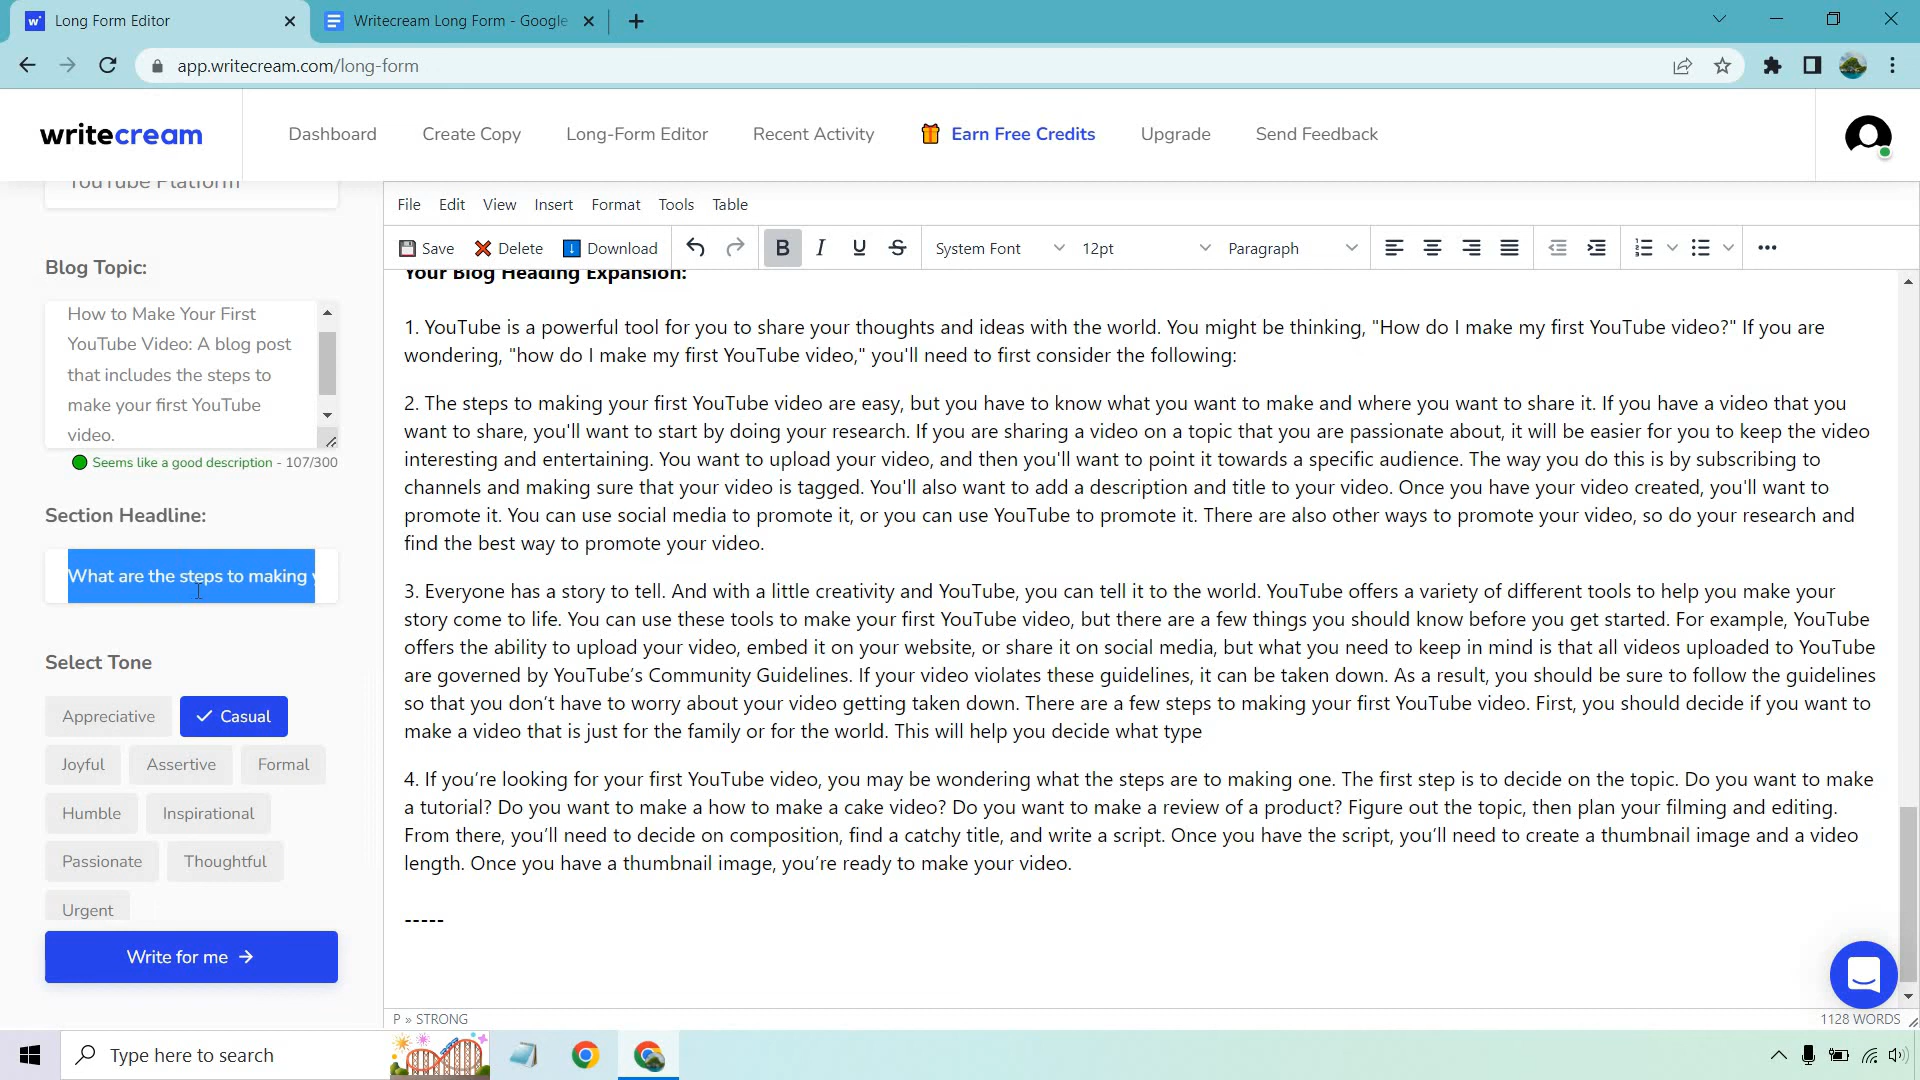 Long Form Editor
Writecream Long Form - Google
app.writecream.com/long-form
writecream
Dashboard
Create Copy
Long-Form Editor
Recent Activity
Earn Free Credits
Upgrade
Send Feedback
YouTube Platform
Blog Topic:
How to Make Your First
YouTube Video: A blog post
that includes the steps to
make your first YouTube
video.
Seems like a good description - 107/300
Section Headline:
What are the steps to making y
Select Tone
Appreciative
Casual
Joyful
Assertive
Formal
Humble
Inspirational
Passionate
Thoughtful
Urgent
Write for me
File
Edit
View
Insert
Format
Tools
Table
Save
Delete
Download
B
I
U
S
System Font
12pt
Paragraph
Your Blog Heading Expansion:
1. YouTube is a powerful tool for you to share your thoughts and ideas with the world. You might be thinking, "How do I make my first YouTube video?" If you are
wondering, "how do I make my first YouTube video," you'll need to first consider the following:
2. The steps to making your first YouTube video are easy, but you have to know what you want to make and where you want to share it. If you have a video that you
want to share, you'll want to start by doing your research. If you are sharing a video on a topic that you are passionate about, it will be easier for you to keep the video
interesting and entertaining. You want to upload your video, and then you'll want to point it towards a specific audience. The way you do this is by subscribing to
channels and making sure that your video is tagged. You'll also want to add a description and title to your video. Once you have your video created, you'll want to
promote it. You can use social media to promote it, or you can use YouTube to promote it. There are also other ways to promote your video, so do your research and
find the best way to promote your video.
3. Everyone has a story to tell. And with a little creativity and YouTube, you can tell it to the world. YouTube offers a variety of different tools to help you make your
story come to life. You can use these tools to make your first YouTube video, but there are a few things you should know before you get started. For example, YouTube
offers the ability to upload your video, embed it on your website, or share it on social media, but what you need to keep in mind is that all videos uploaded to YouTube
are governed by YouTube’s Community Guidelines. If your video violates these guidelines, it can be taken down. As a result, you should be sure to follow the guidelines
so that you don’t have to worry about your video getting taken down. There are a few steps to making your first YouTube video. First, you should decide if you want to
make a video that is just for the family or for the world. This will help you decide what type
4. If you’re looking for your first YouTube video, you may be wondering what the steps are to making one. The first step is to decide on the topic. Do you want to make
a tutorial? Do you want to make a how to make a cake video? Do you want to make a review of a product? Figure out the topic, then plan your filming and editing.
From there, you’ll need to decide on composition, find a catchy title, and write a script. Once you have the script, you’ll need to create a thumbnail image and a video
length. Once you have a thumbnail image, you’re ready to make your video.
-----
P » STRONG
1128 WORDS
Type here to search